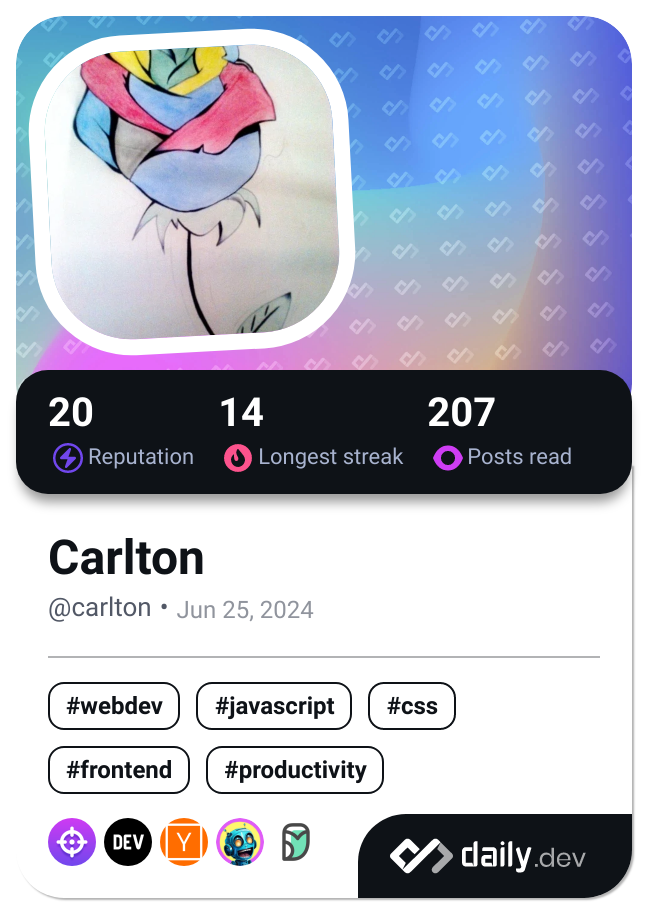 20 14 207
Reputation Longest streak Posts read
Carlton
@carlton • Jun 25, 2024
#webdev #javascript #css
#frontend #productivity
DEV Y daily.dev